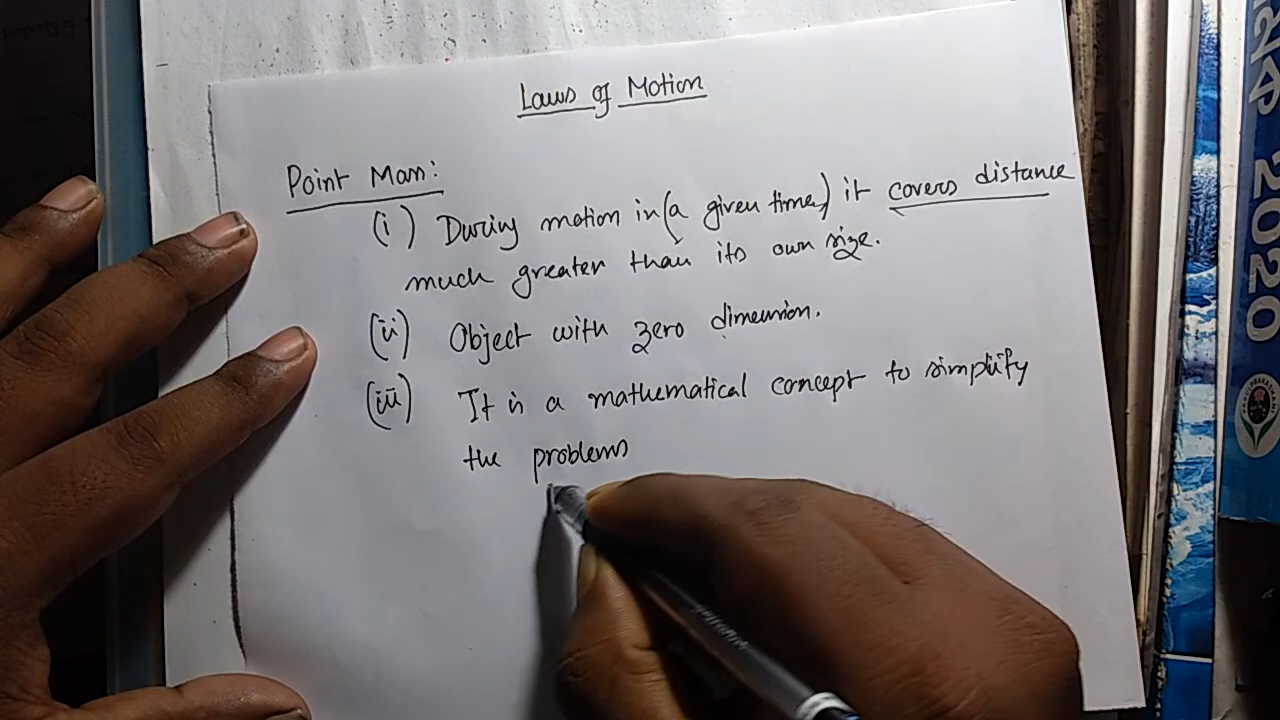 Laws of Motion
Point Mass:
(i) During motion in (a given time) it covers distance
much greater than its own size.
(ii) Object with zero dimension.
(iii) It is a mathematical concept to simplify
the problems
2020